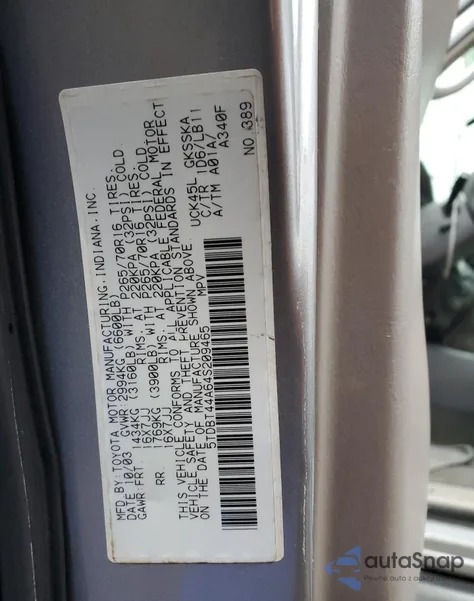 MFD.BY:TOYOTA MOTOR MANUFACTURING,INDIANA,INC.
DATE 10/03 GVWR:2994KG (6600LB)
GAWR FRT. 1434KG (3160LB) WITH P265/70R16 TIRES.
16X7JJ RIMS. AT 220KPA (32PSI) COLD.
RR. 1769KG (3900LB) WITH P265/70R16 TIRES.
16X7JJ RIMS. AT 220KPA (32PSI) COLD.
THIS VEHICLE CONFORMS TO ALL APPLICABLE FEDERAL MOTOR
VEHICLE SAFETY AND THEFT PREVENTION STANDARDS IN EFFECT
ON THE DATE OF MANUFACTURE SHOWN ABOVE.
5TDBT44A64S209465 MPV
UCK45L GKSSKA
C/TR 1D6/LB11
A/TM A01A/
A340F
NO.389
autoSnap